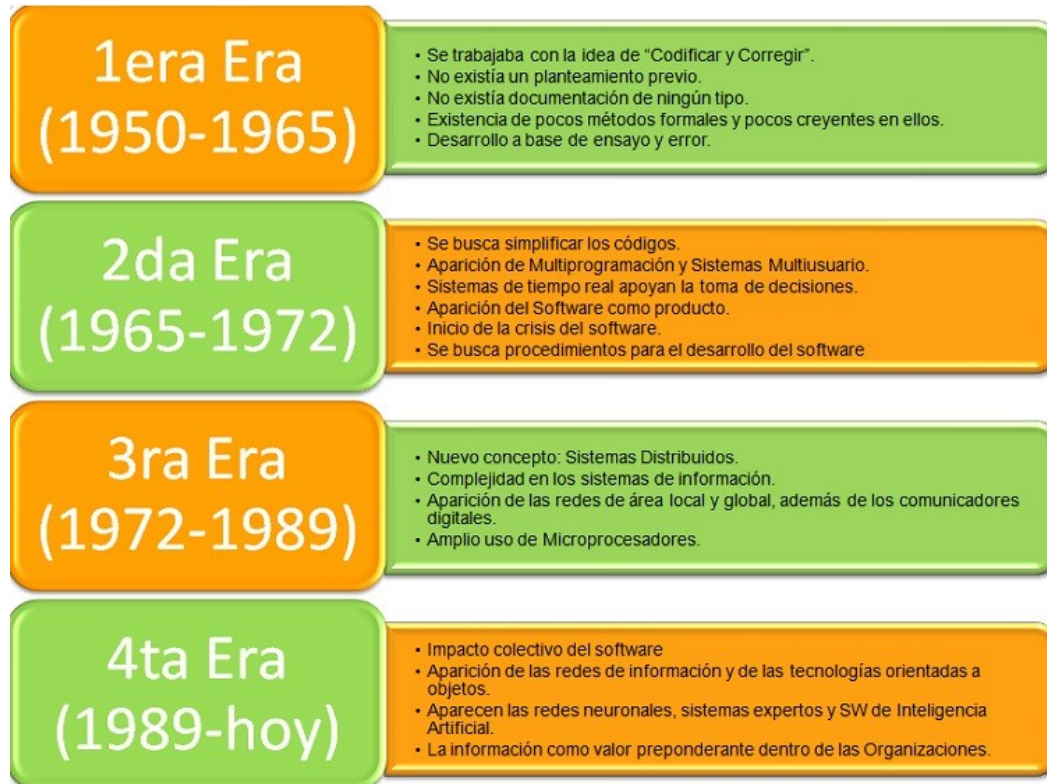 1era Era
(1950-1965)
• Se trabajaba con la idea de “Codificar y Corregir”.
• No existía un planteamiento previo.
• No existía documentación de ningún tipo.
• Existencia de pocos métodos formales y pocos creyentes en ellos.
• Desarrollo a base de ensayo y error.
2da Era
(1965-1972)
• Se busca simplificar los códigos.
• Aparición de Multiprogramación y Sistemas Multiusuario.
• Sistemas de tiempo real apoyan la toma de decisiones.
• Aparición del Software como producto.
• Inicio de la crisis del software.
• Se busca procedimientos para el desarrollo del software
3ra Era
(1972-1989)
• Nuevo concepto: Sistemas Distribuidos.
• Complejidad en los sistemas de información.
• Aparición de las redes de área local y global, además de los comunicadores
digitales.
• Amplio uso de Microprocesadores.
4ta Era
(1989-hoy)
• Impacto colectivo del software
• Aparición de las redes de información y de las tecnologías orientadas a
objetos.
• Aparecen las redes neuronales, sistemas expertos y SW de Inteligencia
Artificial.
• La información como valor preponderante dentro de las Organizaciones.